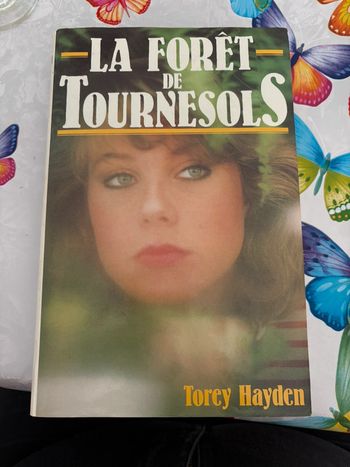 LA FORÊT
DE
TOURNESOLS
Torey Hayden